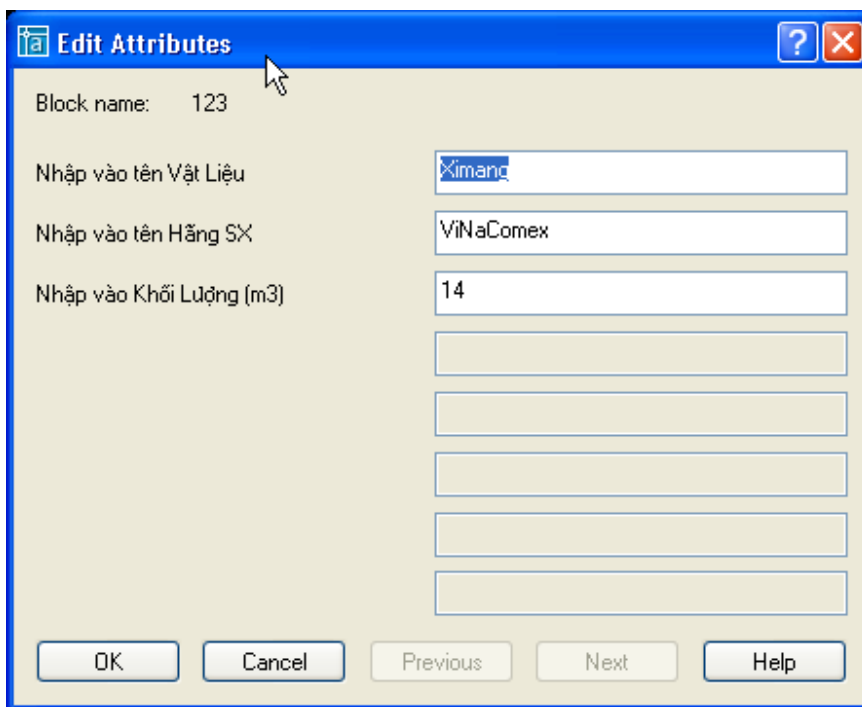 Edit Attributes
Block name: 123
Nhập vào tên Vật Liệu Ximang
Nhập vào tên Hãng SX ViNaComex
Nhập vào Khối Lượng (m3) 14
OK Cancel Previous Next Help